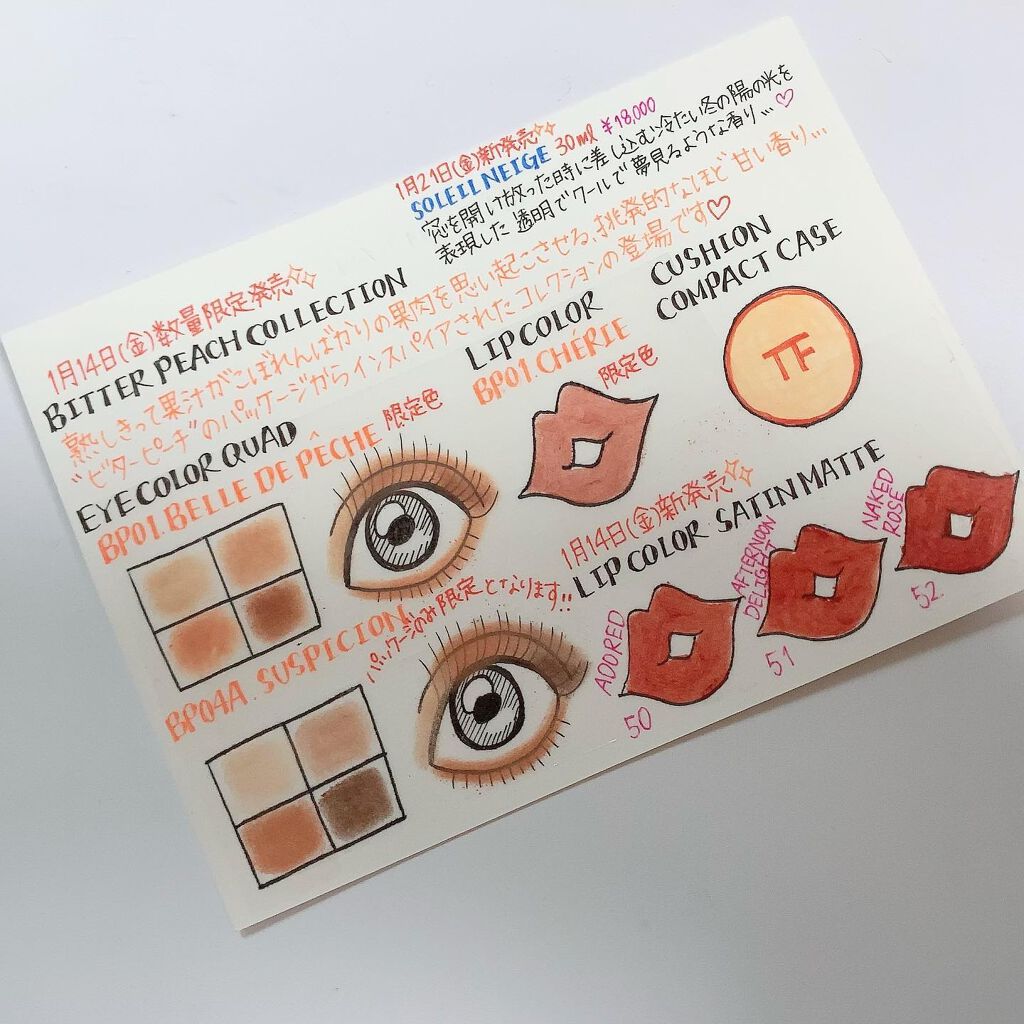 1月21日(金)新発売
SOLEIL NEIGE 30ml ¥18,000
窓を開け放った時に差し込む冷たい冬の陽の光を
表現した透明でクールで夢見るような香り…♡
1月14日(金)数量限定発売
BITTER PEACH COLLECTION
熟しきって果汁がこぼれんばかりの果肉を思い起こさせる、挑発的なほど甘い香り…
"ビターピーチ"のパッケージからインスパイアされたコレクションの登場です♡
EYE COLOR QUAD
BP01.BELLE DE PÊCHE 限定色
BP04A.SUSPICION
パッケージのみ限定となります!!
LIP COLOR
BP01.CHÉRIE
限定色
CUSHION
COMPACT CASE
TF
1月14日(金)新発売
LIP COLOR SATIN MATTE
ADORED
50
AFTERNOON
DELIGHT
51
NAKED
ROSE
52